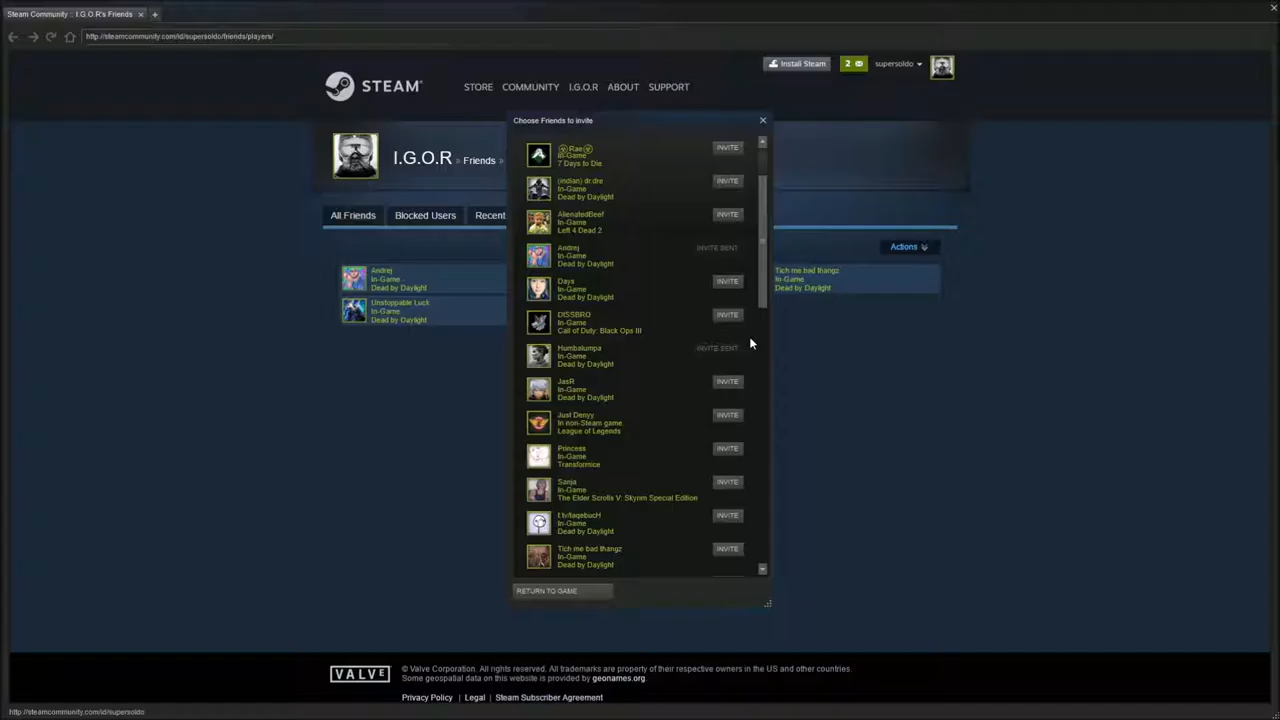 Steam Community :: I.G.O.R's Friends
http://steamcommunity.com/id/supersoldo/friends/players/
Install Steam
2
supersoldo
STEAM
STORE COMMUNITY I.G.O.R ABOUT SUPPORT
I.G.O.R » Friends »
All Friends Blocked Users Recent
Actions
Andrej
In-Game
Dead by Daylight
Unstoppable Luck
In-Game
Dead by Daylight
Tich me bad thangz
In-Game
Dead by Daylight
Choose Friends to invite
Rae INVITE
In-Game
7 Days to Die
(indian) dr.dre INVITE
In-Game
Dead by Daylight
AlienatedBeef INVITE
In-Game
Left 4 Dead 2
Andrej INVITE SENT
In-Game
Dead by Daylight
Days INVITE
In-Game
Dead by Daylight
DISSBRO INVITE
In-Game
Call of Duty: Black Ops III
Humbalumpa INVITE SENT
In-Game
Dead by Daylight
JasR INVITE
In-Game
Dead by Daylight
Just Denyy INVITE
In non-Steam game
League of Legends
Princess INVITE
In-Game
Transformice
Sanja INVITE
In-Game
The Elder Scrolls V: Skyrim Special Edition
t.tv/tagebucH INVITE
In-Game
Dead by Daylight
Tich me bad thangz INVITE
In-Game
Dead by Daylight
RETURN TO GAME
VALVE
© Valve Corporation. All rights reserved. All trademarks are property of their respective owners in the US and other countries.
Some geospatial data on this website is provided by geonames.org.
Privacy Policy | Legal | Steam Subscriber Agreement
http://steamcommunity.com/id/supersoldo